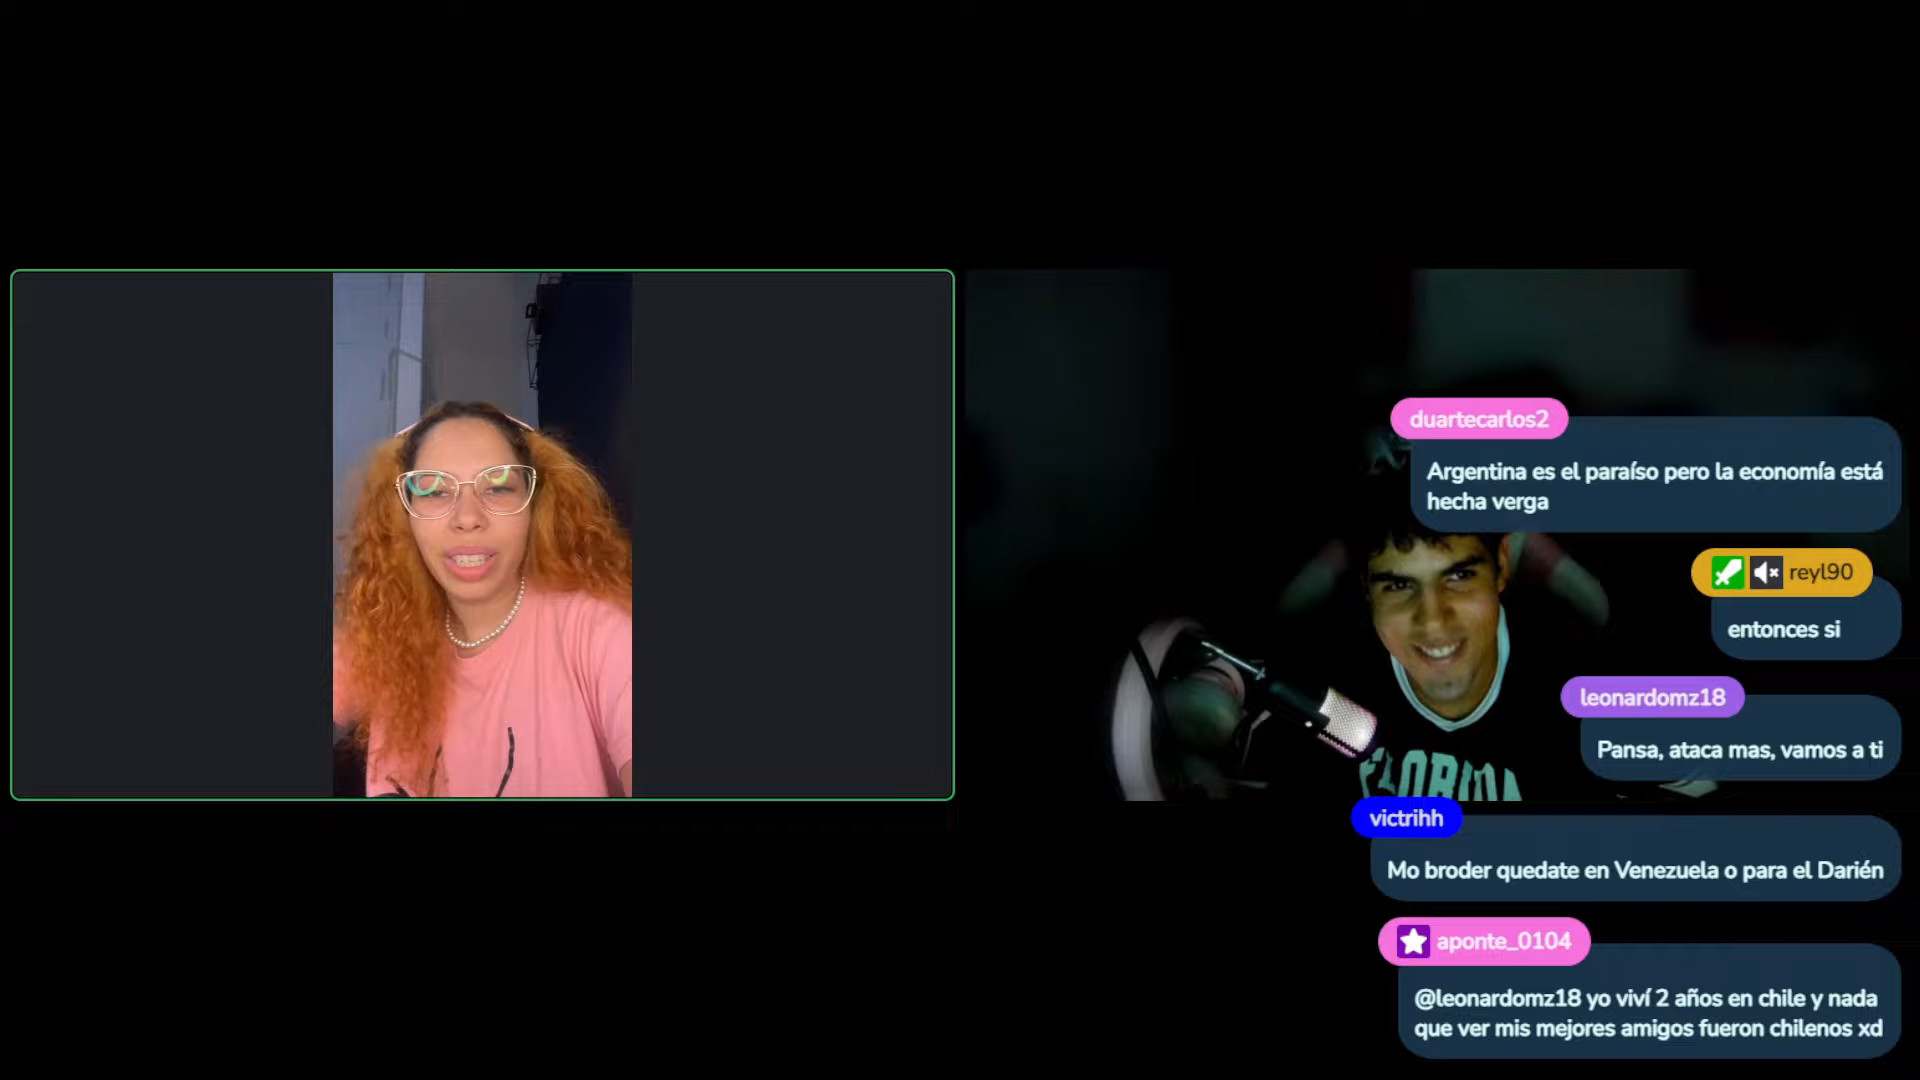 duartecarlos2
Argentina es el paraíso pero la economía está
hecha verga
reyl90
entonces si
leonardomz18
Pansa, ataca mas, vamos a ti
FLORIDA
victrihh
Mo broder quedate en Venezuela o para el Darién
aponte_0104
@leonardomz18 yo viví 2 años en chile y nada
que ver mis mejores amigos fueron chilenos xd